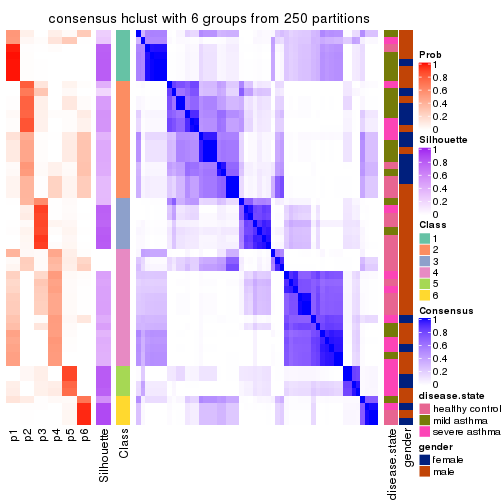 consensus hclust with 6 groups from 250 partitions
Prob
1
0.8
0.6
0.4
0.2
0
Silhouette
1
0.8
0.6
0.4
0.2
0
Class
1
2
3
4
5
6
Consensus
1
0.8
0.6
0.4
0.2
0
disease.state
healthy control
mild asthma
severe asthma
gender
female
male
p1
p2
p3
p4
p5
p6
Silhouette
Class
disease.state
gender